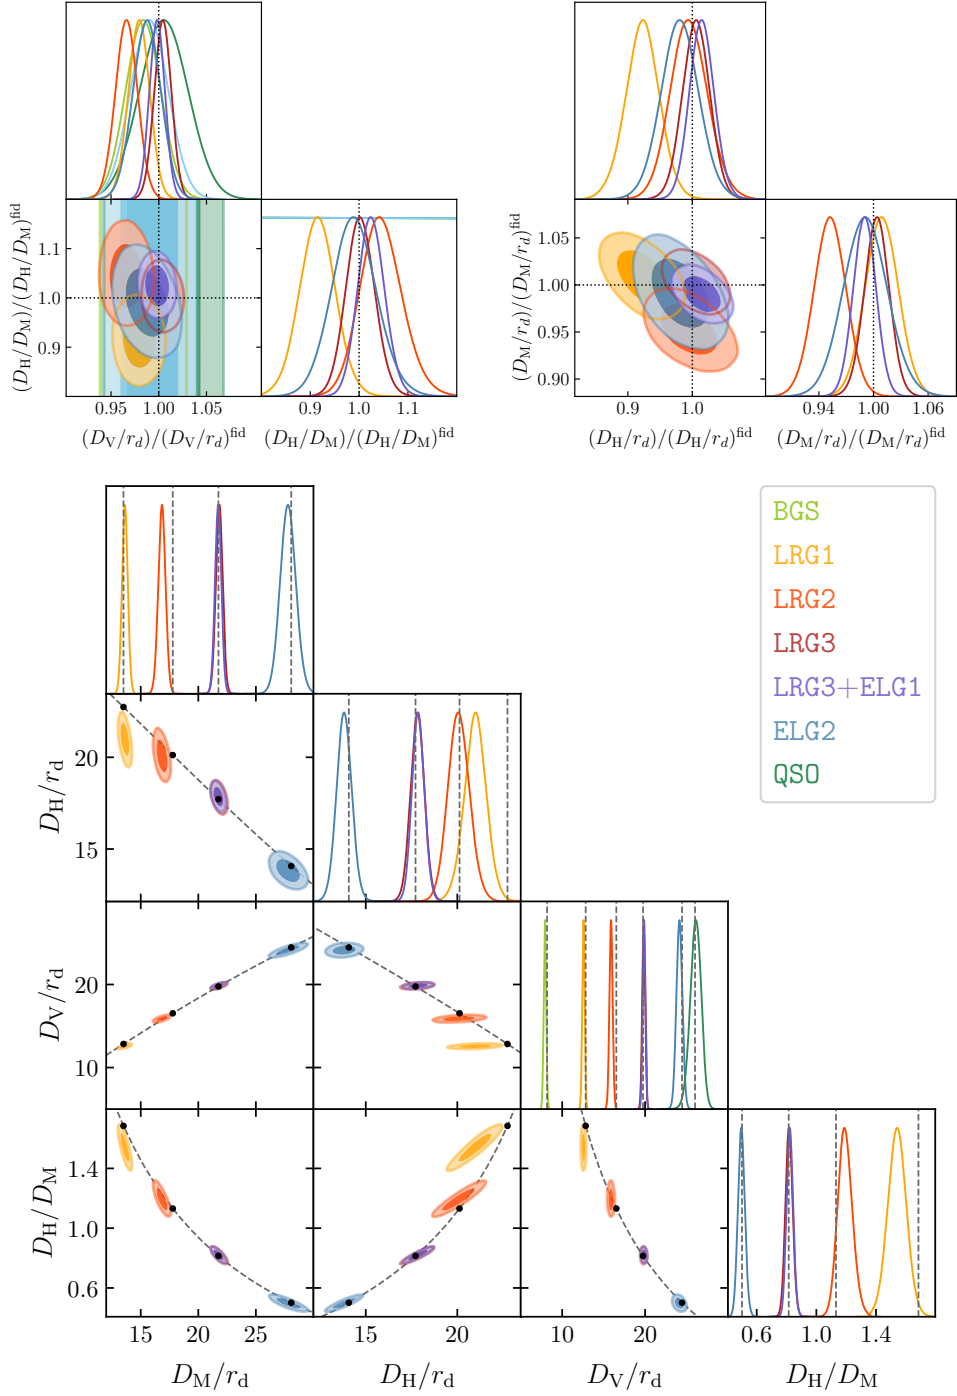 (D_H/D_M)/(D_H/D_M)^fid
1.1
1.0
0.9
0.95 1.00 1.05
0.9 1.0 1.1
(D_V/r_d)/(D_V/r_d)^fid
(D_H/D_M)/(D_H/D_M)^fid
(D_M/r_d)/(D_M/r_d)^fid
1.05
1.00
0.95
0.90
0.9 1.0
0.94 1.00 1.06
(D_H/r_d)/(D_H/r_d)^fid
(D_M/r_d)/(D_M/r_d)^fid
BGS
LRG1
LRG2
LRG3
LRG3+ELG1
ELG2
QSO
D_H/r_d
20
15
D_V/r_d
20
10
D_H/D_M
1.4
1.0
0.6
15 20 25
15 20
10 20
0.6 1.0 1.4
D_M/r_d
D_H/r_d
D_V/r_d
D_H/D_M